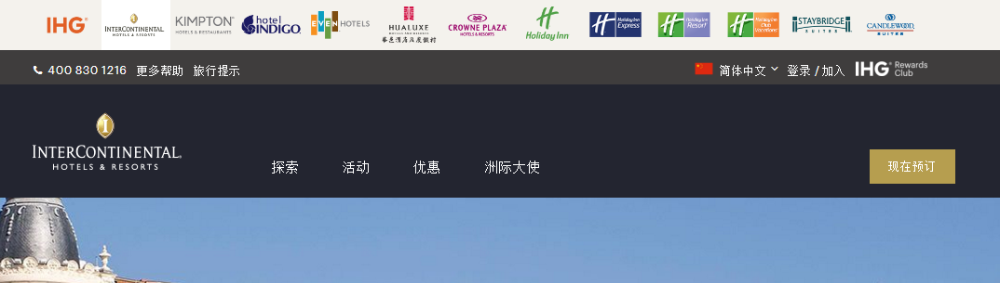 IHG®
INTERCONTINENTAL
HOTELS & RESORTS
KIMPTON®
HOTELS & RESTAURANTS
hotel
INDIGO
EVEN HOTELS
HUALUXE
HOTELS AND RESORTS
華邑酒店及度假村
CROWNE PLAZA
HOTELS & RESORTS
Holiday Inn
Holiday Inn
Express
Holiday Inn
Resort
Holiday Inn
Club
Vacations
STAYBRIDGE
SUITES
CANDLEWOOD
SUITES
400 830 1216 更多帮助 旅行提示
简体中文 登录 / 加入 IHG® Rewards
Club
INTERCONTINENTAL®
HOTELS & RESORTS
探索 活动 优惠 洲际大使
现在预订